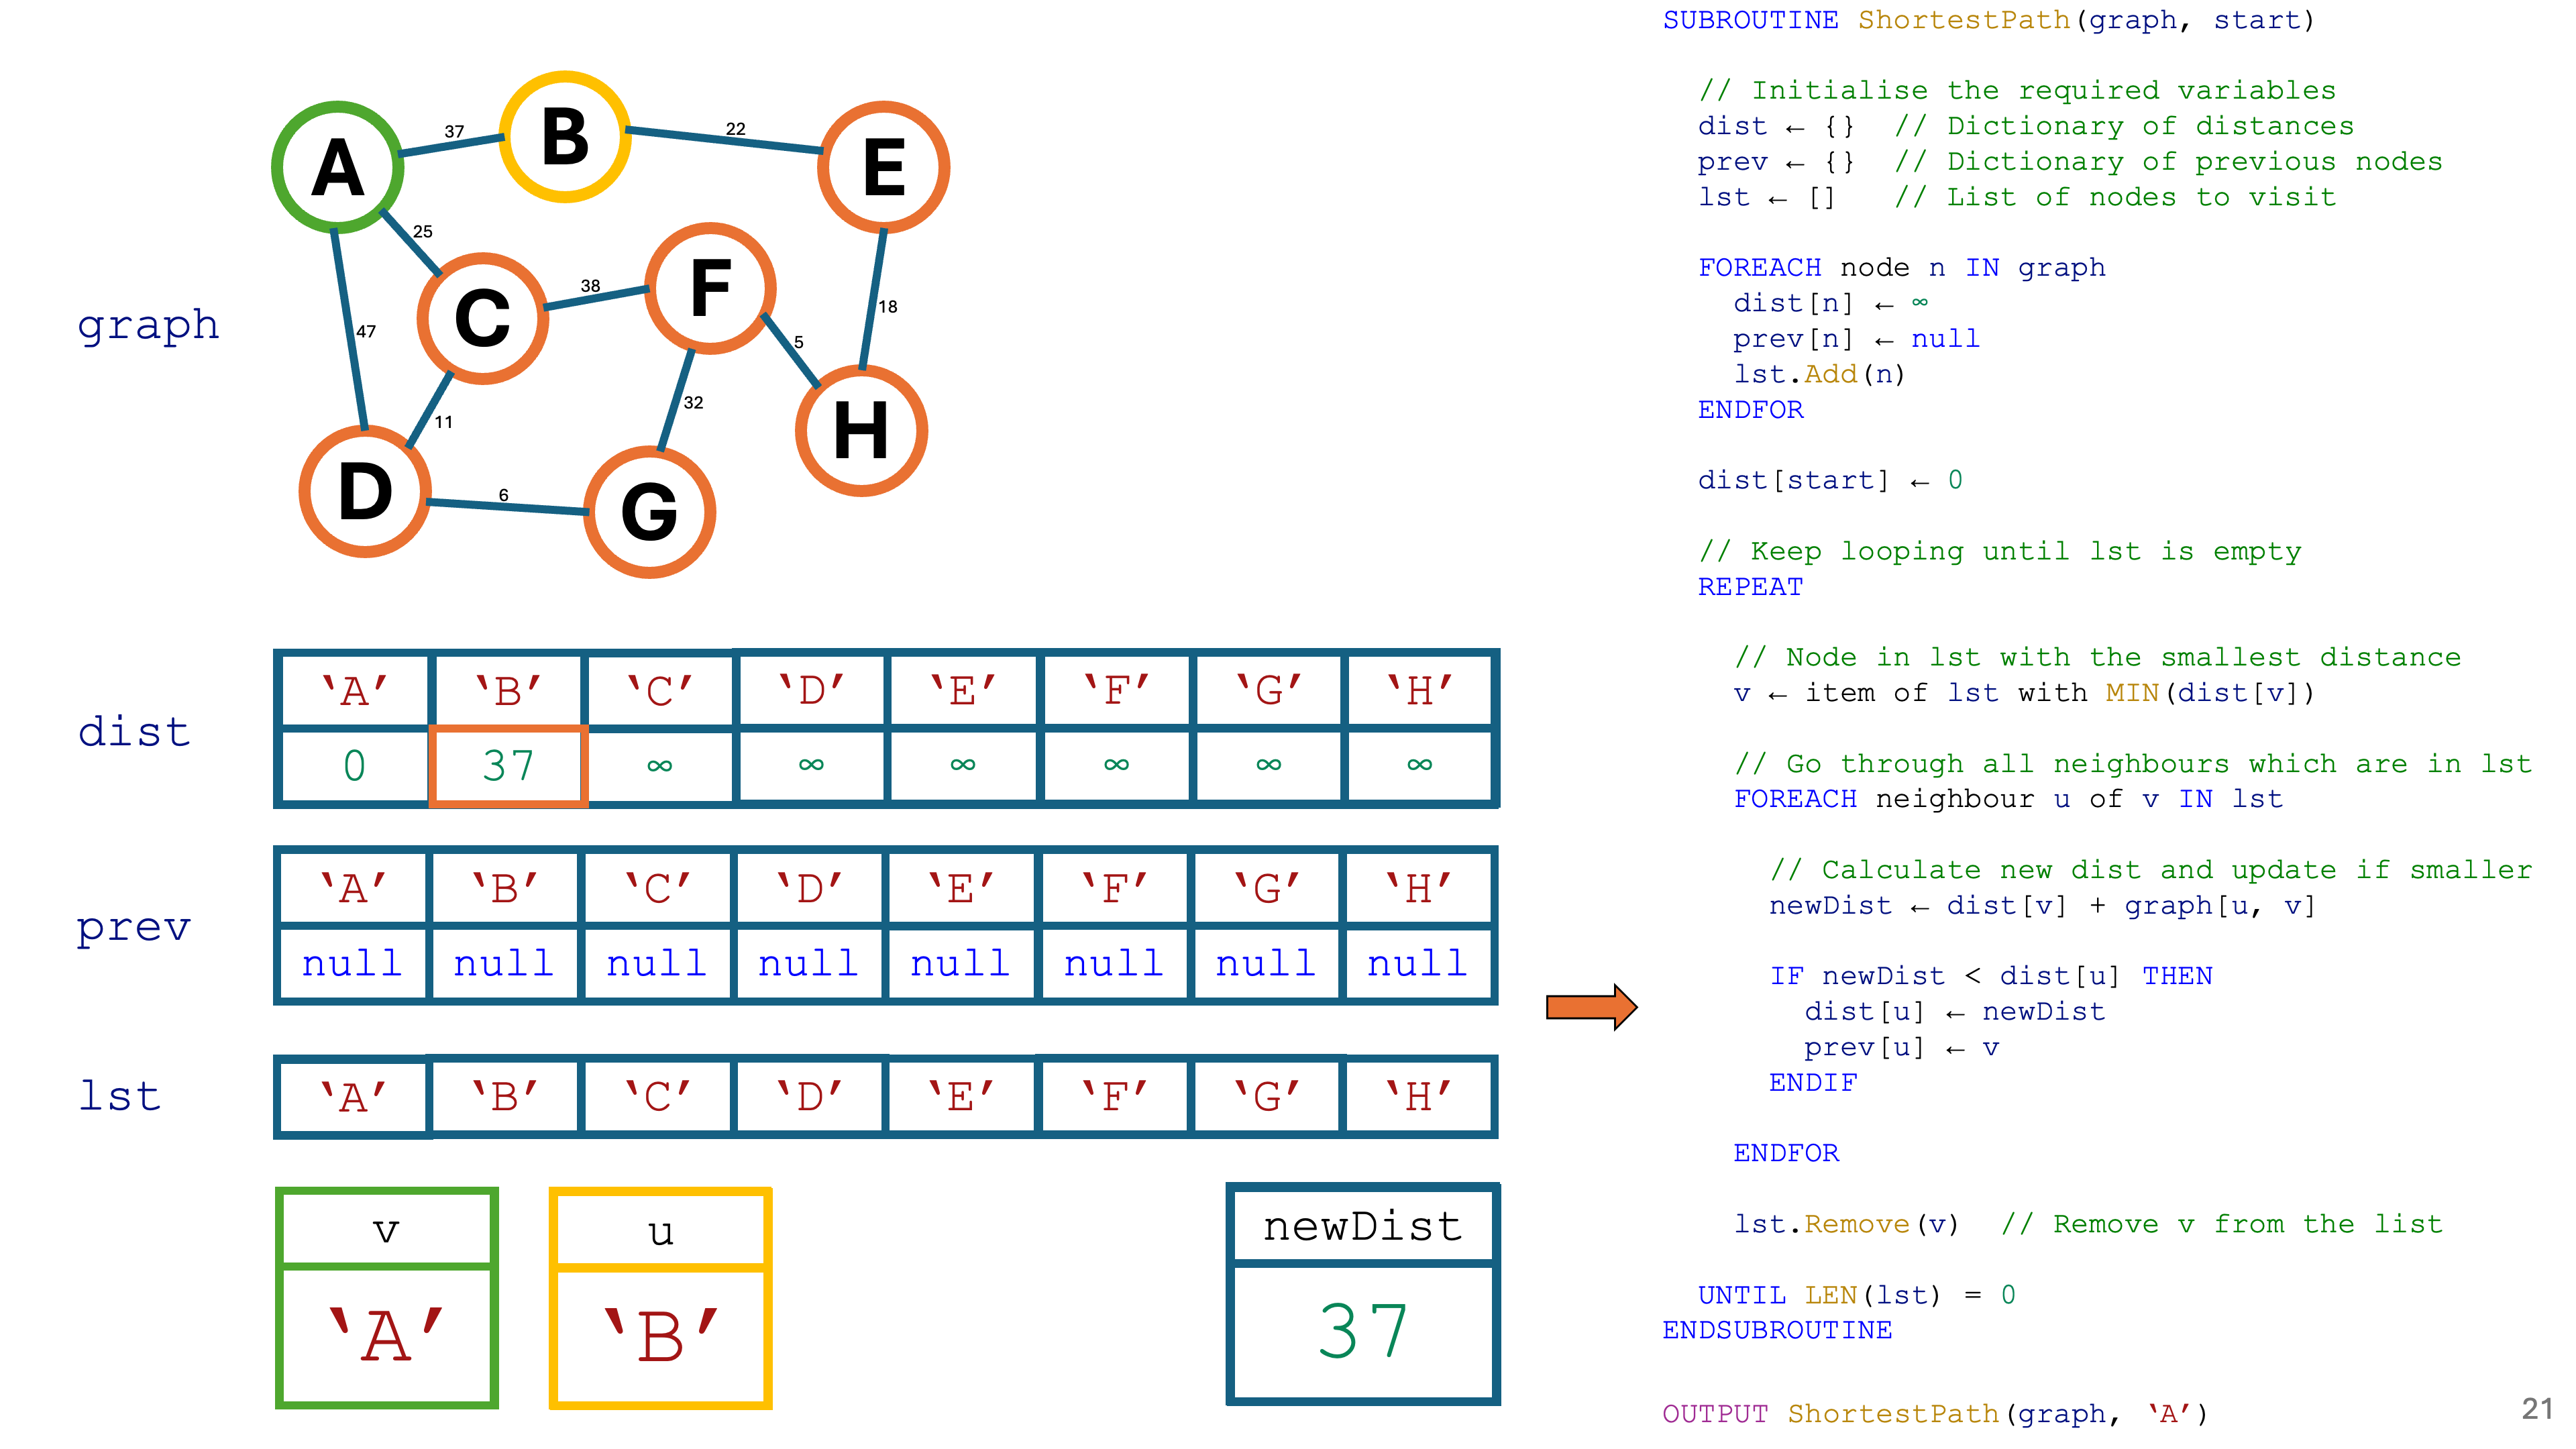 graph
A
B
C
D
E
F
G
H
37
22
25
47
38
11
18
5
32
6
dist
‘A’ ‘B’ ‘C’ ‘D’ ‘E’ ‘F’ ‘G’ ‘H’
0 37 ∞ ∞ ∞ ∞ ∞ ∞
prev
‘A’ ‘B’ ‘C’ ‘D’ ‘E’ ‘F’ ‘G’ ‘H’
null null null null null null null null
lst
‘A’ ‘B’ ‘C’ ‘D’ ‘E’ ‘F’ ‘G’ ‘H’
v
‘A’
u
‘B’
newDist
37
SUBROUTINE ShortestPath(graph, start)
// Initialise the required variables
dist ← {} // Dictionary of distances
prev ← {} // Dictionary of previous nodes
lst ← [] // List of nodes to visit
FOREACH node n IN graph
dist[n] ← ∞
prev[n] ← null
lst.Add(n)
ENDFOR
dist[start] ← 0
// Keep looping until lst is empty
REPEAT
// Node in lst with the smallest distance
v ← item of lst with MIN(dist[v])
// Go through all neighbours which are in lst
FOREACH neighbour u of v IN lst
// Calculate new dist and update if smaller
newDist ← dist[v] + graph[u, v]
IF newDist < dist[u] THEN
dist[u] ← newDist
prev[u] ← v
ENDIF
ENDFOR
lst.Remove(v) // Remove v from the list
UNTIL LEN(lst) = 0
ENDSUBROUTINE
OUTPUT ShortestPath(graph, ‘A’)
21